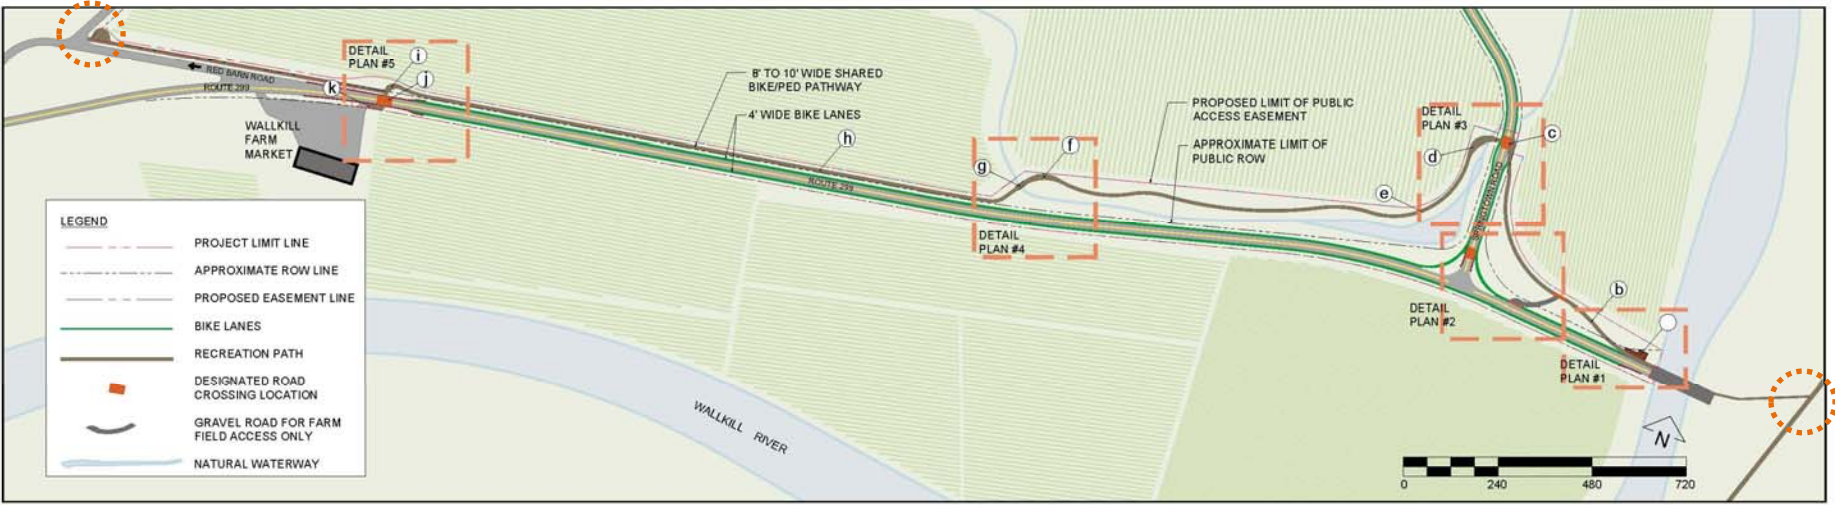 DETAIL
PLAN #5
i
j
k
RED BARN ROAD
ROUTE 299
WALLKILL
FARM
MARKET
8' TO 10' WIDE SHARED
BIKE/PED PATHWAY
4' WIDE BIKE LANES
h
ROUTE 299
g
f
DETAIL
PLAN #4
PROPOSED LIMIT OF PUBLIC
ACCESS EASEMENT
APPROXIMATE LIMIT OF
PUBLIC ROW
e
DETAIL
PLAN #3
d
c
ROAD
DETAIL
PLAN #2
b
DETAIL
PLAN #1
WALLKILL RIVER
LEGEND
PROJECT LIMIT LINE
APPROXIMATE ROW LINE
PROPOSED EASEMENT LINE
BIKE LANES
RECREATION PATH
DESIGNATED ROAD
CROSSING LOCATION
GRAVEL ROAD FOR FARM
FIELD ACCESS ONLY
NATURAL WATERWAY
N
0 240 480 720